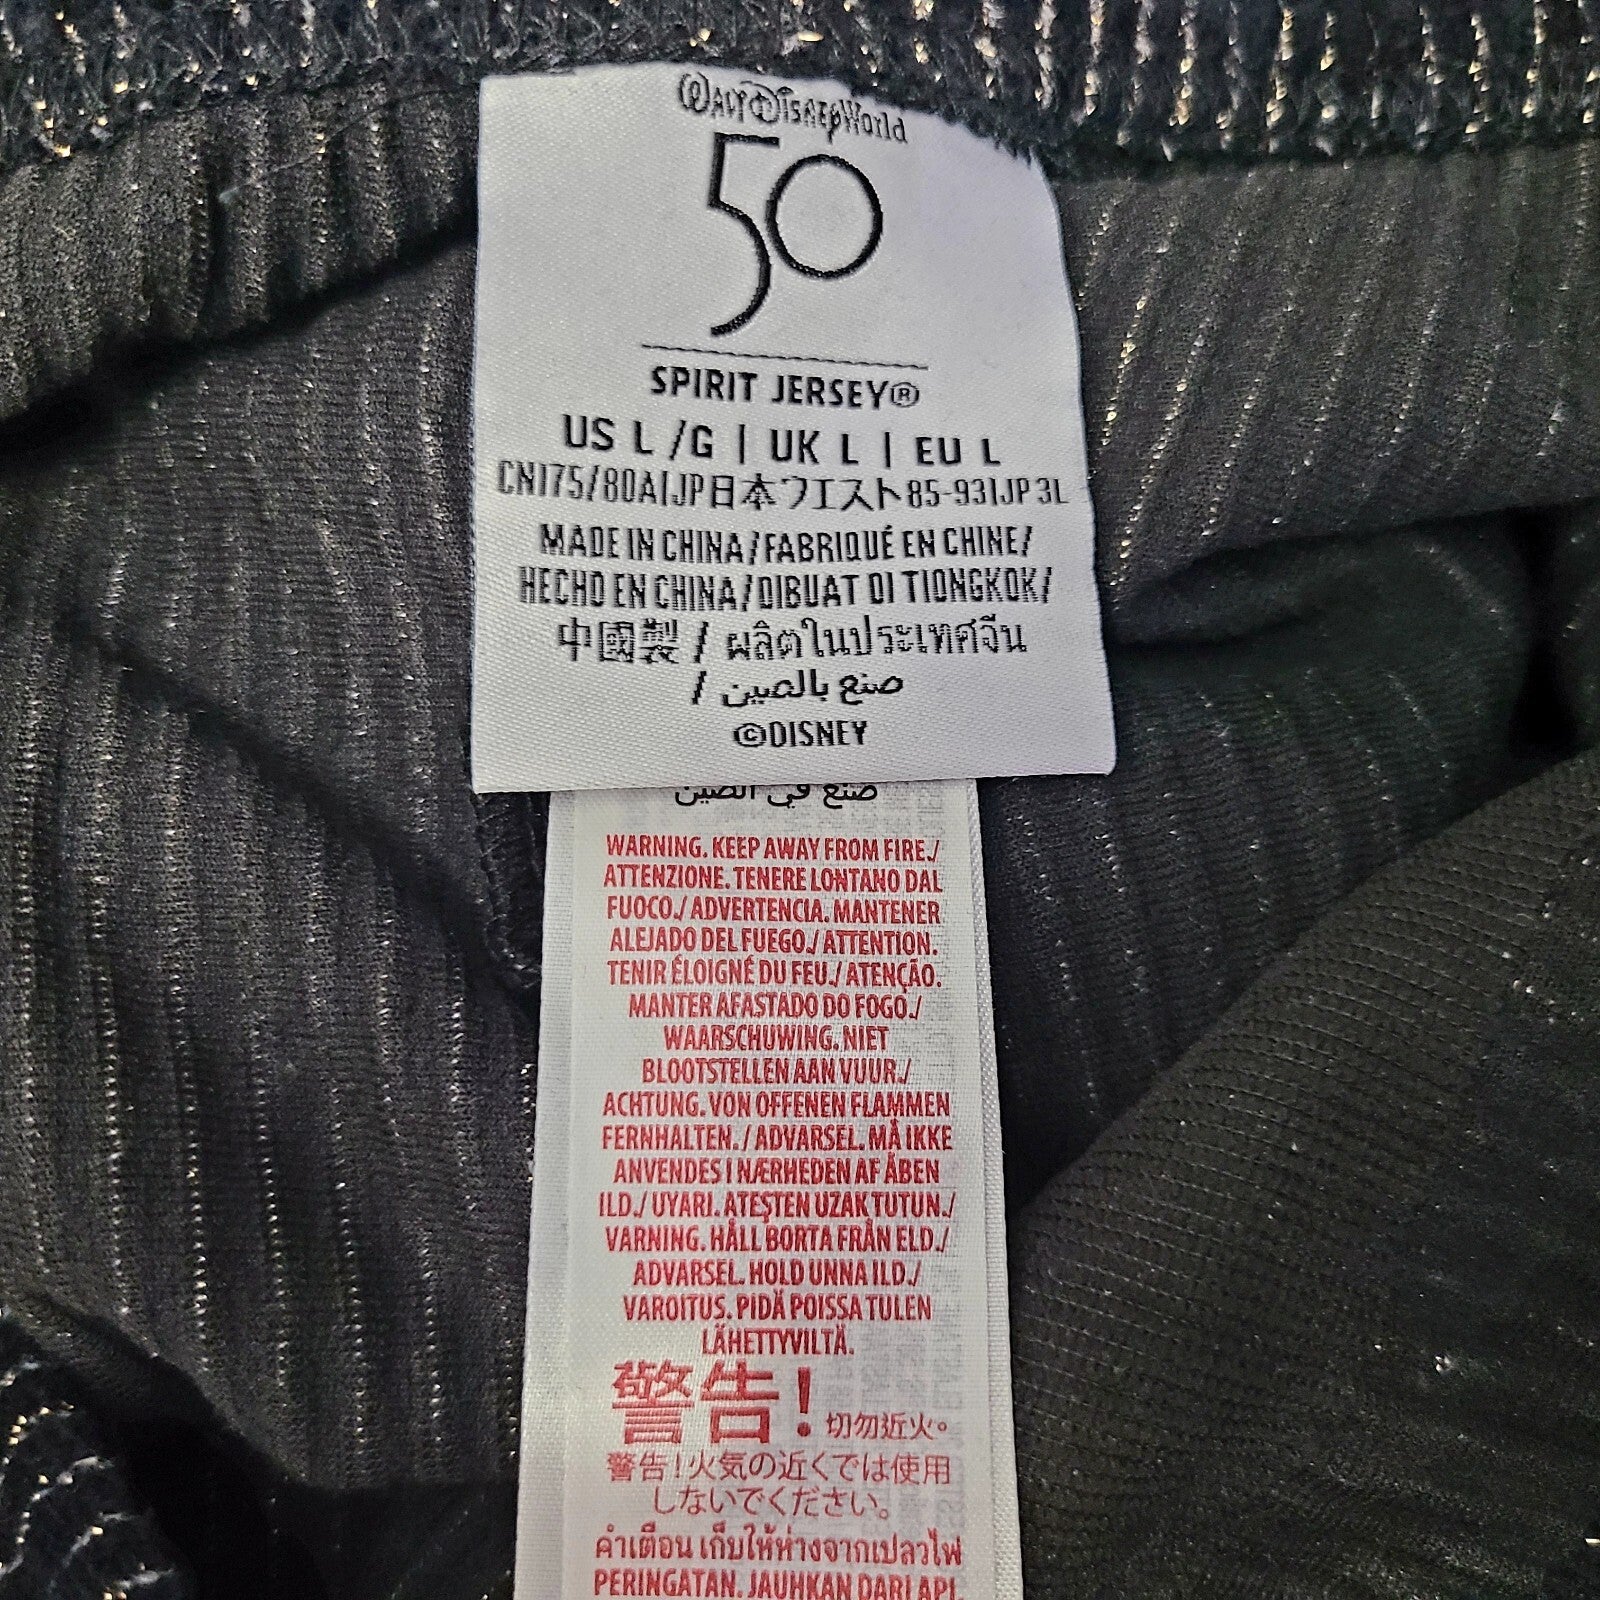 Walt Disney World
50
SPIRIT JERSEY®
US L /G | UK L | EU L
CN175/80A|JP日本ウエスト85-93|JP 3L
MADE IN CHINA/FABRIQUÉ EN CHINE/
HECHO EN CHINA/DIBUAT DI TIONGKOK/
中國製 / ผลิตในประเทศจีน
/ صنع بالصين
©DISNEY
صنع في الصين
WARNING. KEEP AWAY FROM FIRE./
ATTENZIONE. TENERE LONTANO DAL
FUOCO./ ADVERTENCIA. MANTENER
ALEJADO DEL FUEGO./ ATTENTION.
TENIR ÉLOIGNÉ DU FEU./ ATENÇÃO.
MANTER AFASTADO DO FOGO./
WAARSCHUWING. NIET
BLOOTSTELLEN AAN VUUR./
ACHTUNG. VON OFFENEN FLAMMEN
FERNHALTEN. / ADVARSEL. MÅ IKKE
ANVENDES I NÆRHEDEN AF ÅBEN
ILD./ UYARI. ATEŞTEN UZAK TUTUN./
VARNING. HÅLL BORTA FRÅN ELD./
ADVARSEL. HOLD UNNA ILD./
VAROITUS. PIDÄ POISSA TULEN
LÄHETTYVILTÄ.
警告! 切勿近火。
警告!火気の近くでは使用
しないでください。
คำเตือน เก็บให้ห่างจากเปลวไฟ
PERINGATAN. JAUHKAN DARI API.